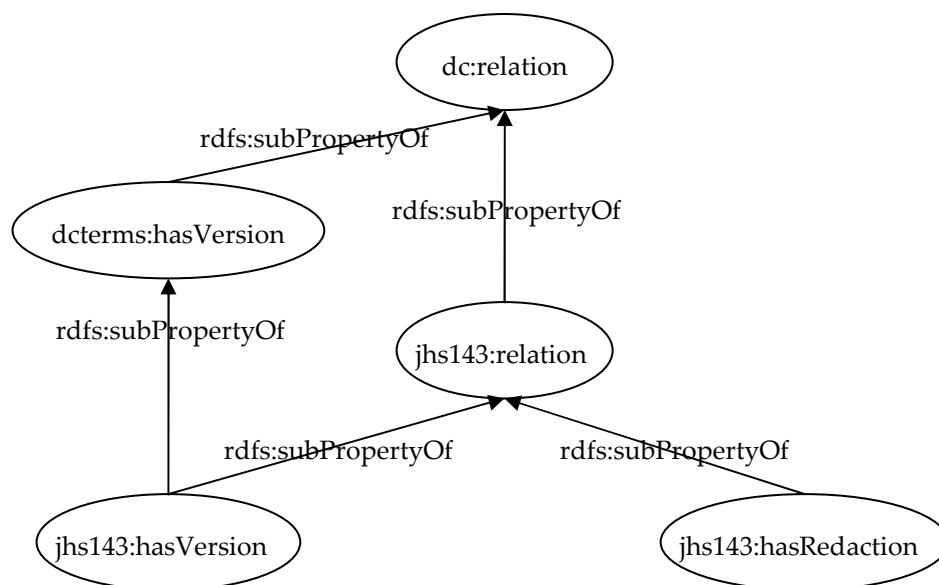 dc:relation
rdfs:subPropertyOf
rdfs:subPropertyOf
dcterms:hasVersion
rdfs:subPropertyOf
jhs143:relation
rdfs:subPropertyOf
rdfs:subPropertyOf
jhs143:hasVersion
jhs143:hasRedaction